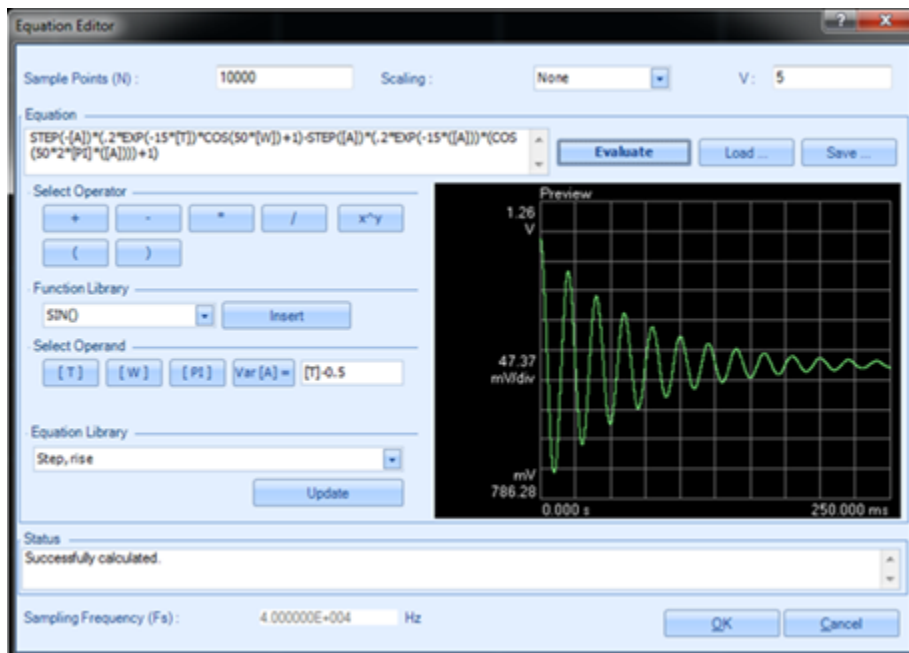 Equation Editor
Sample Points (N) : 10000 Scaling : None V : 5
Equation
STEP(-[A])*(.2*EXP(-15*[T])*COS(50*[W])+1)-STEP([A])*(.2*EXP(-15*([A]))*(COS
(50*2*[PI]*([A])))+1)
Evaluate Load ... Save ...
Select Operator
+ - * / x^y
( )
Function Library
SIN() Insert
Select Operand
[ T ] [ W ] [ PI ] Var [A] = [T]-0.5
Equation Library
Step, rise
Update
Preview
1.26
V
47.37
mV/div
mV
786.28
0.000 s 250.000 ms
Status
Successfully calculated.
Sampling Frequency (Fs) : 4.000000E+004 Hz
OK Cancel